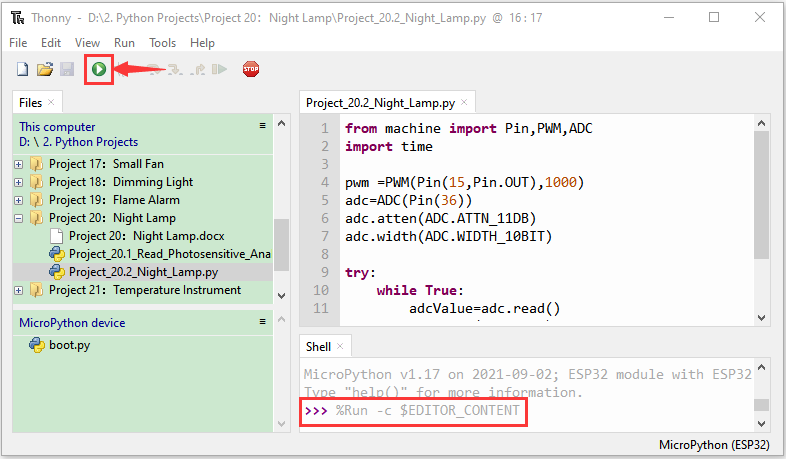 Thonny - D:\2. Python Projects\Project 20：Night Lamp\Project_20.2_Night_Lamp.py @ 16 : 17
File Edit View Run Tools Help
STOP
Files
This computer
D: \ 2. Python Projects
Project 17：Small Fan
Project 18：Dimming Light
Project 19：Flame Alarm
Project 20：Night Lamp
Project 20：Night Lamp.docx
Project_20.1_Read_Photosensitive_Ana
Project_20.2_Night_Lamp.py
Project 21：Temperature Instrument
MicroPython device
boot.py
Project_20.2_Night_Lamp.py
1 from machine import Pin,PWM,ADC
2 import time
3
4 pwm =PWM(Pin(15,Pin.OUT),1000)
5 adc=ADC(Pin(36))
6 adc.atten(ADC.ATTN_11DB)
7 adc.width(ADC.WIDTH_10BIT)
8
9 try:
10 while True:
11 adcValue=adc.read()
Shell
MicroPython v1.17 on 2021-09-02; ESP32 module with ESP32
Type "help()" for more information.
>>> %Run -c $EDITOR_CONTENT
MicroPython (ESP32)